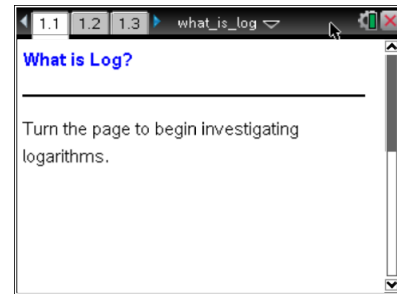 1.1 1.2 1.3 what_is_log
What is Log?
Turn the page to begin investigating
logarithms.